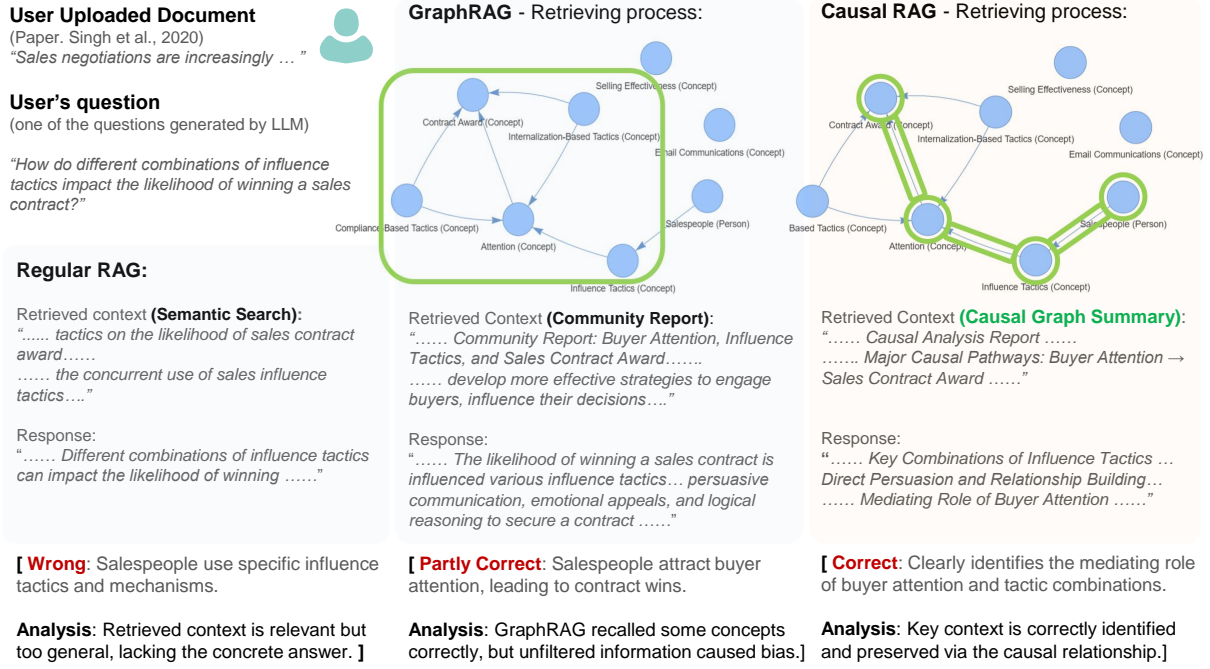 User Uploaded Document
(Paper. Singh et al., 2020)
“Sales negotiations are increasingly … ”
User’s question
(one of the questions generated by LLM)
“How do different combinations of influence
tactics impact the likelihood of winning a sales
contract?”
Regular RAG:
Retrieved context (Semantic Search):
“...... tactics on the likelihood of sales contract
award……
…… the concurrent use of sales influence
tactics….”
Response:
“…… Different combinations of influence tactics
can impact the likelihood of winning ……”
[ Wrong: Salespeople use specific influence
tactics and mechanisms.
Analysis: Retrieved context is relevant but
too general, lacking the concrete answer. ]
GraphRAG - Retrieving process:
Selling Effectiveness (Concept)
Contract Award (Concept)
Internalization-Based Tactics (Concept)
Email Communications (Concept)
Compliance-Based Tactics (Concept)
Salespeople (Person)
Attention (Concept)
Influence Tactics (Concept)
Retrieved Context (Community Report):
“…… Community Report: Buyer Attention, Influence
Tactics, and Sales Contract Award…….
…… develop more effective strategies to engage
buyers, influence their decisions….”
Response:
“…… The likelihood of winning a sales contract is
influenced various influence tactics… persuasive
communication, emotional appeals, and logical
reasoning to secure a contract ……”
[ Partly Correct: Salespeople attract buyer
attention, leading to contract wins.
Analysis: GraphRAG recalled some concepts
correctly, but unfiltered information caused bias.]
Causal RAG - Retrieving process:
Selling Effectiveness (Concept)
Contract Award (Concept)
Internalization-Based Tactics (Concept)
Email Communications (Concept)
Based Tactics (Concept)
Salespeople (Person)
Attention (Concept)
Influence Tactics (Concept)
Retrieved Context (Causal Graph Summary):
“…… Causal Analysis Report ……
……. Major Causal Pathways: Buyer Attention →
Sales Contract Award ……”
Response:
“…… Key Combinations of Influence Tactics …
Direct Persuasion and Relationship Building…
…… Mediating Role of Buyer Attention ……”
[ Correct: Clearly identifies the mediating role
of buyer attention and tactic combinations.
Analysis: Key context is correctly identified
and preserved via the causal relationship.]